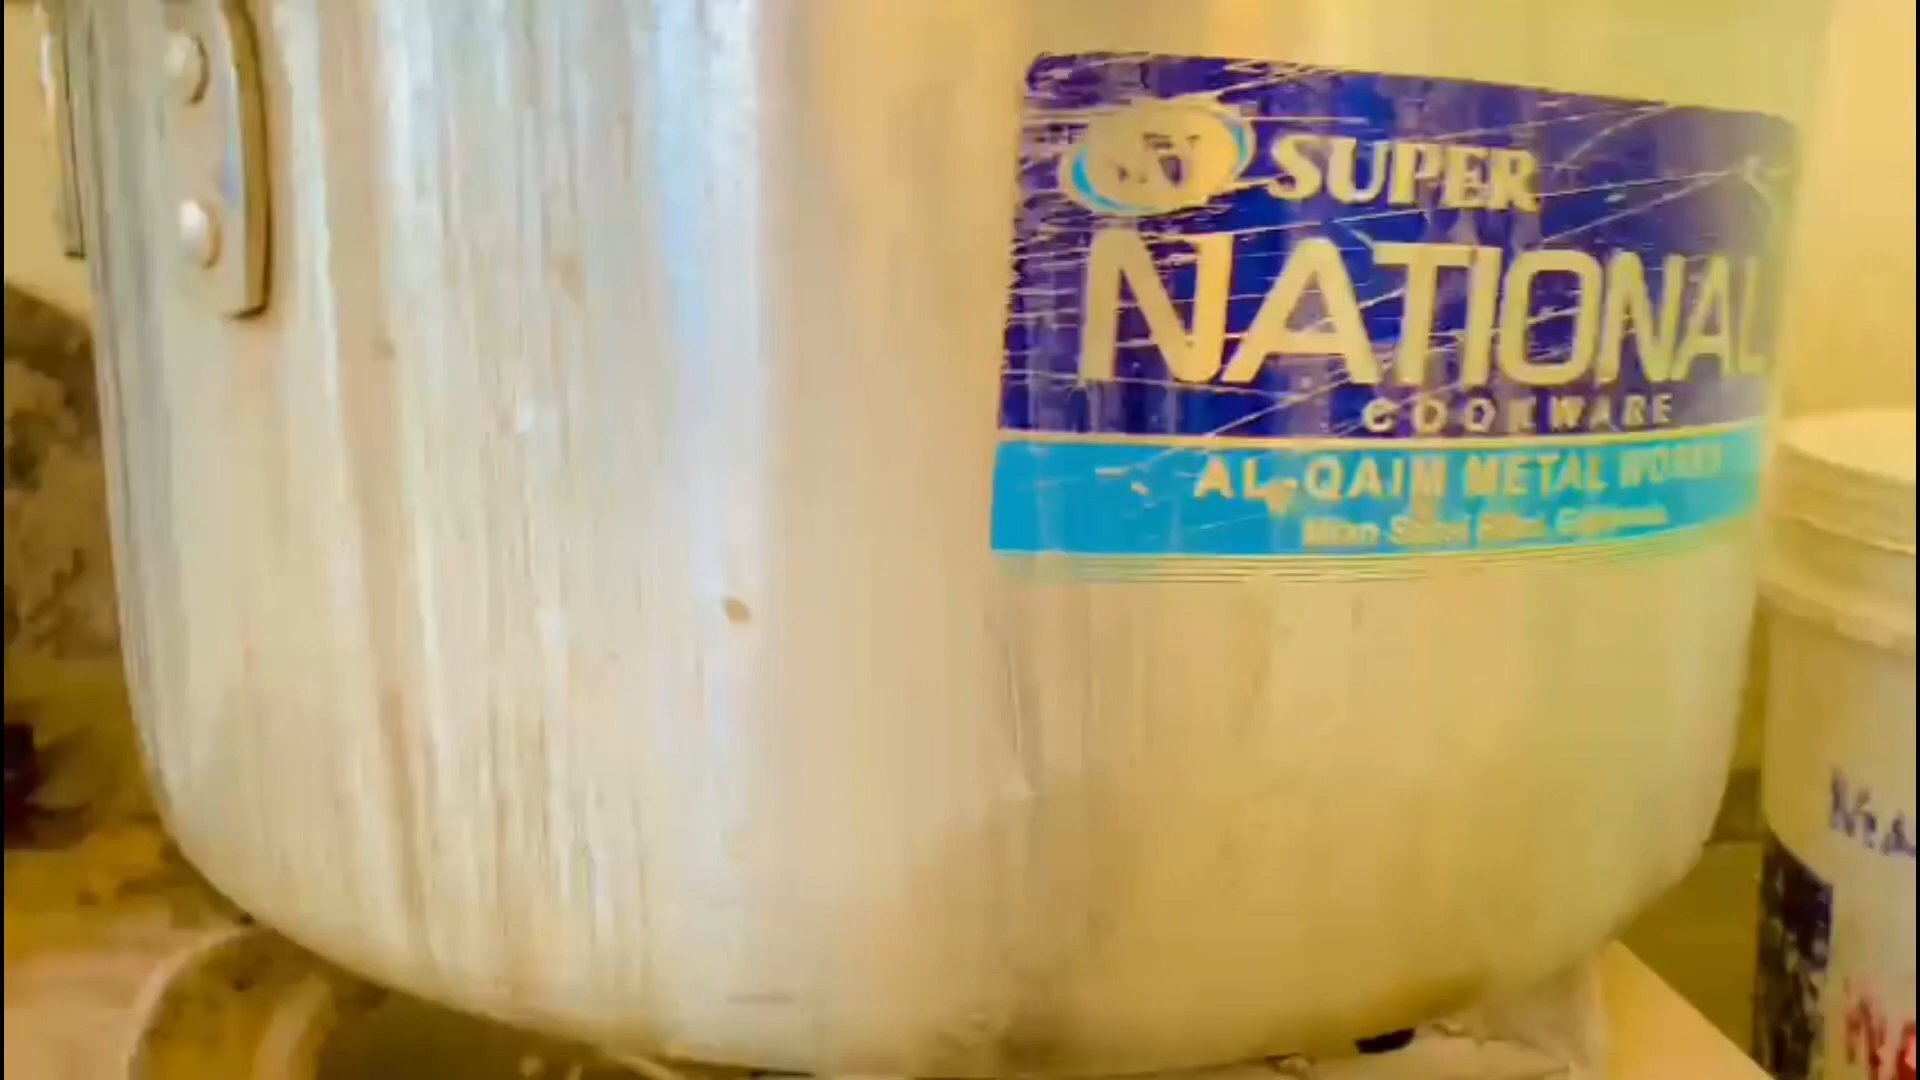 SUPER
NATIONAL
COOKWARE
AL-QAIM METAL WORKS